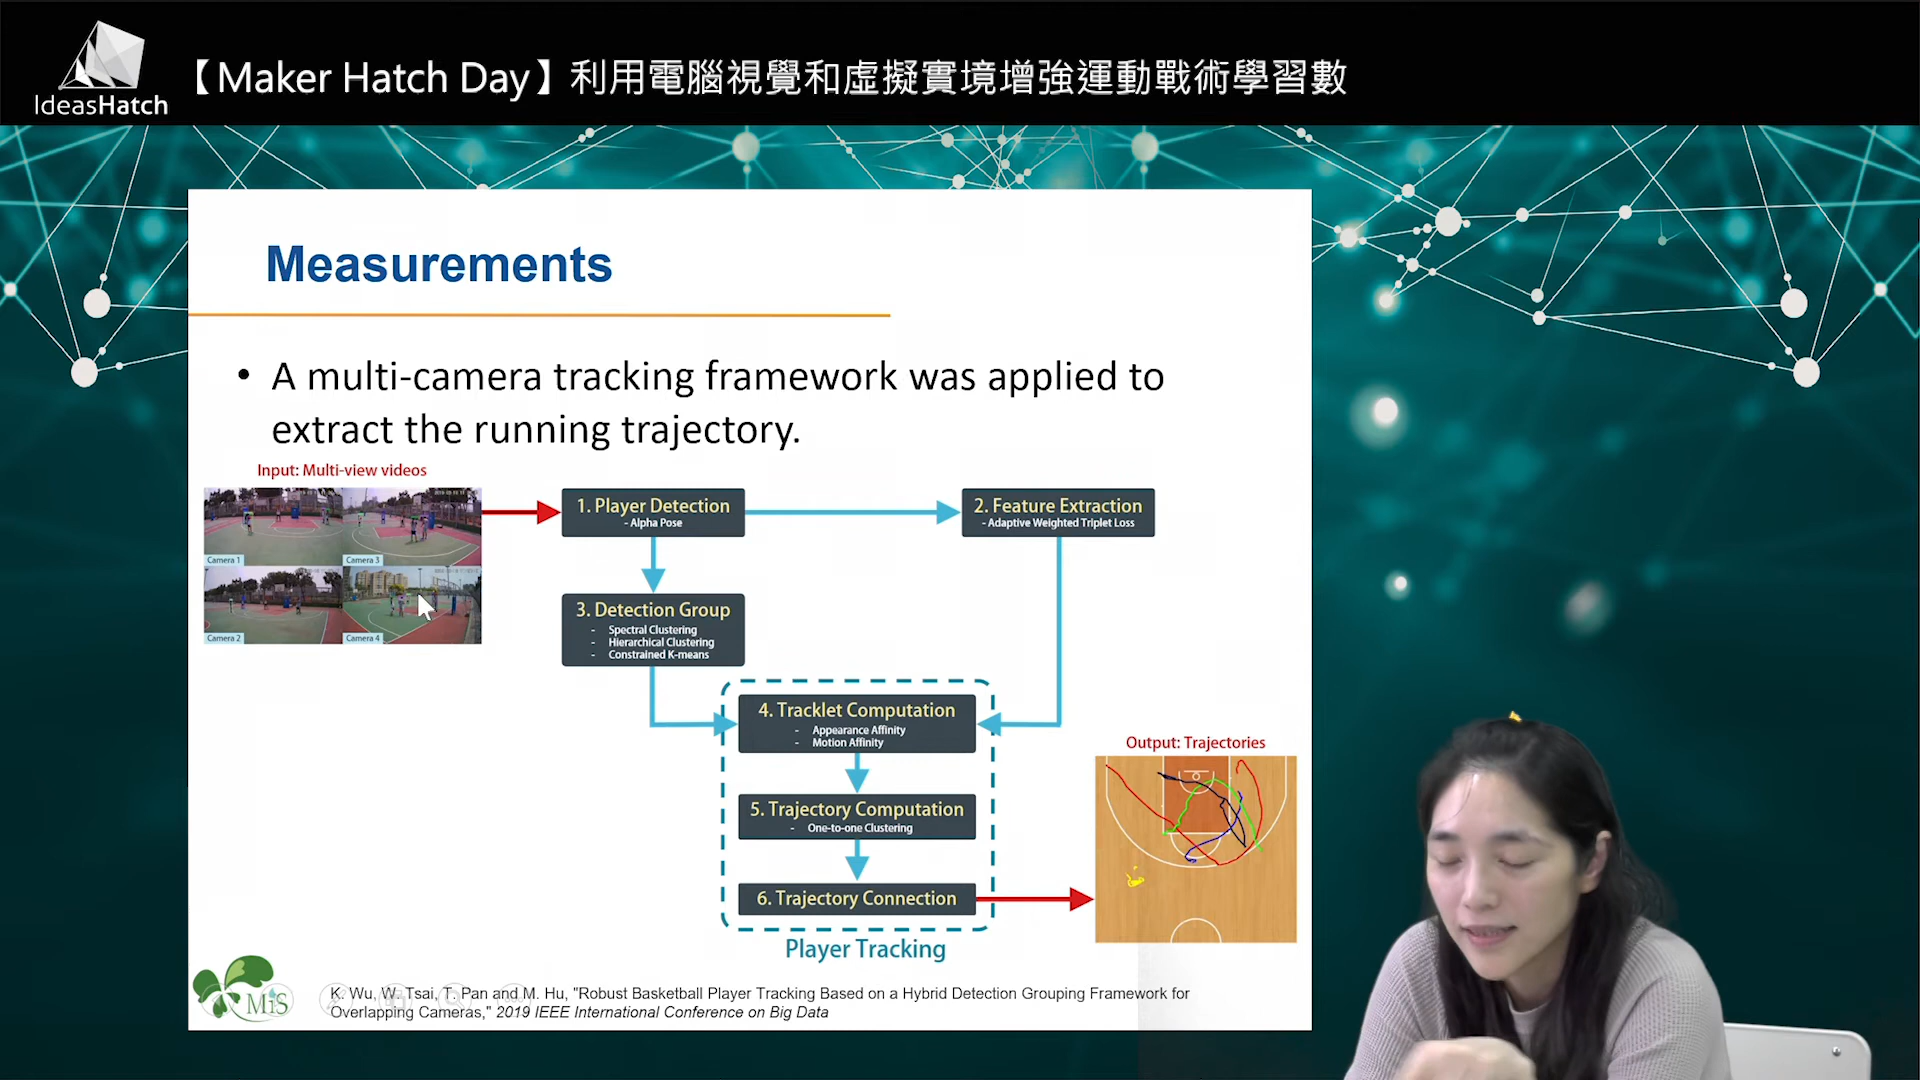 IdeasHatch
【Maker Hatch Day】利用電腦視覺和虛擬實境增強運動戰術學習數
Measurements
• A multi-camera tracking framework was applied to
extract the running trajectory.
Input: Multi-view videos
Camera 1
Camera 3
Camera 2
Camera 4
1. Player Detection
- Alpha Pose
2. Feature Extraction
- Adaptive Weighted Triplet Loss
3. Detection Group
- Spectral Clustering
- Hierarchical Clustering
- Constrained K-means
4. Tracklet Computation
- Appearance Affinity
- Motion Affinity
5. Trajectory Computation
- One-to-one Clustering
6. Trajectory Connection
Player Tracking
Output: Trajectories
MiS
K. Wu, W. Tsai, T. Pan and M. Hu, "Robust Basketball Player Tracking Based on a Hybrid Detection Grouping Framework for
Overlapping Cameras," 2019 IEEE International Conference on Big Data